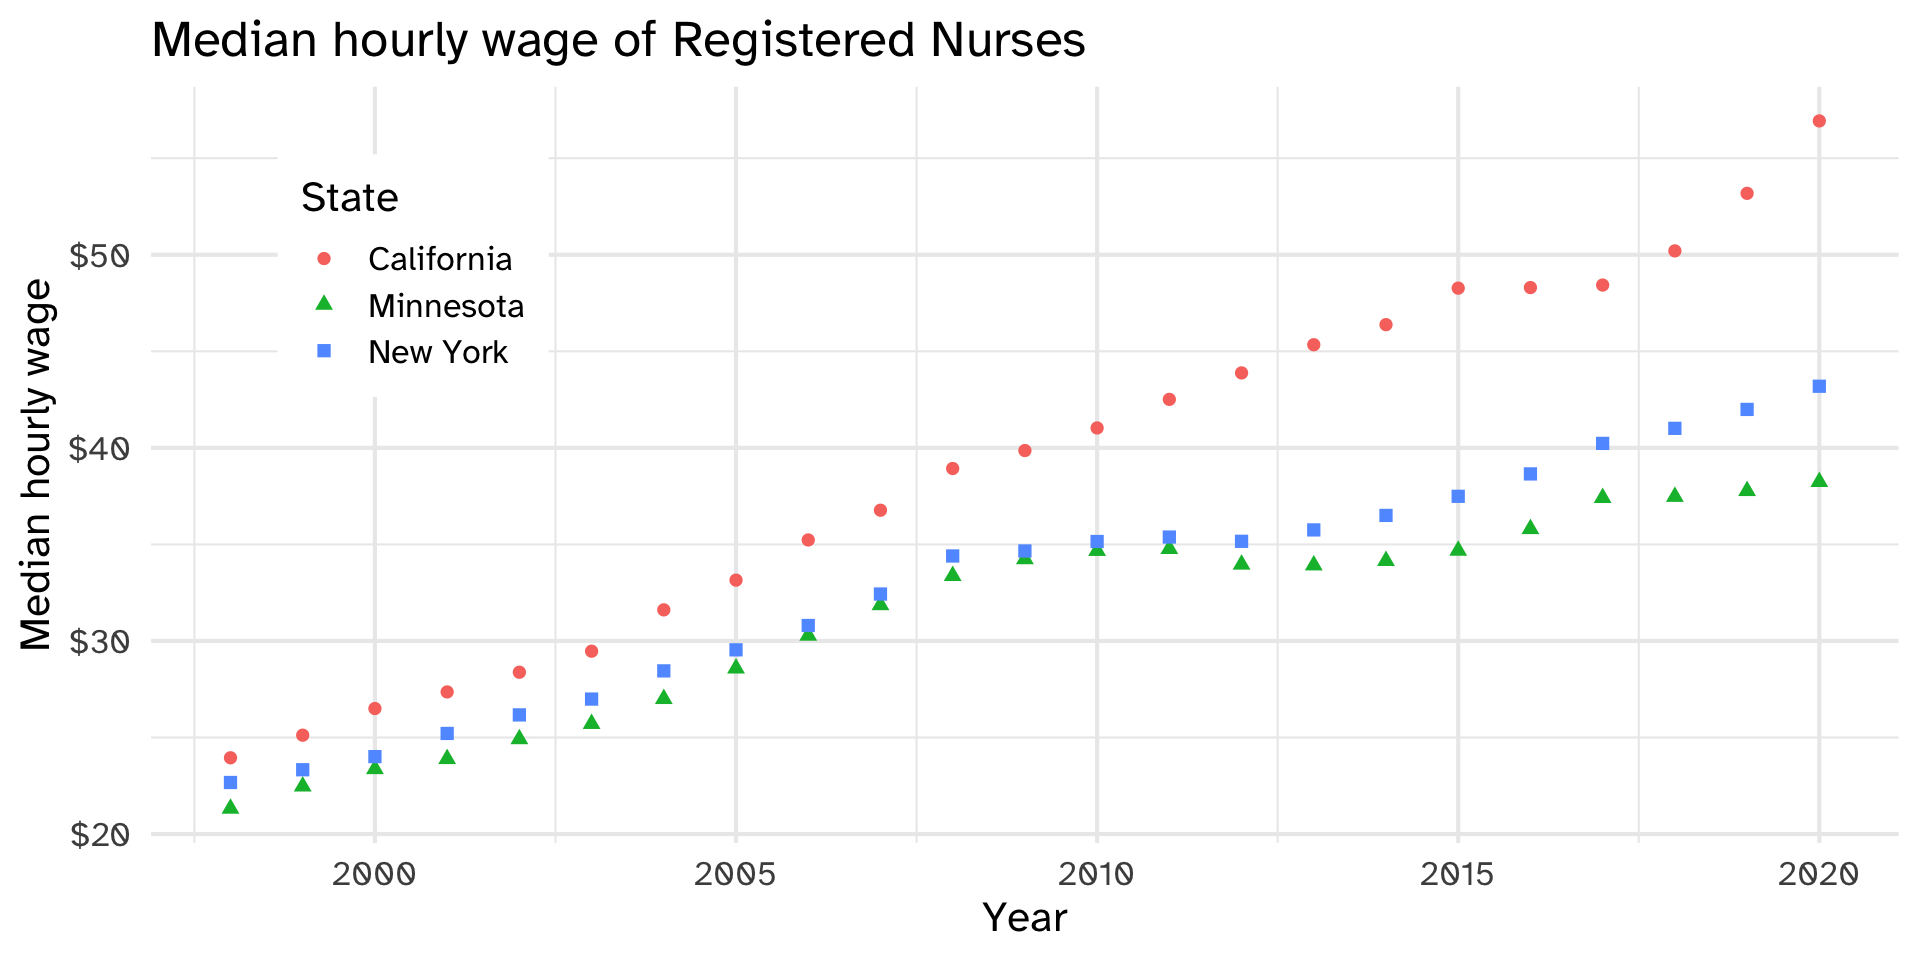 Median hourly wage of Registered Nurses
State
California
Minnesota
New York
$50
$40
$30
$20
Median hourly wage
2000 2005 2010 2015 2020
Year